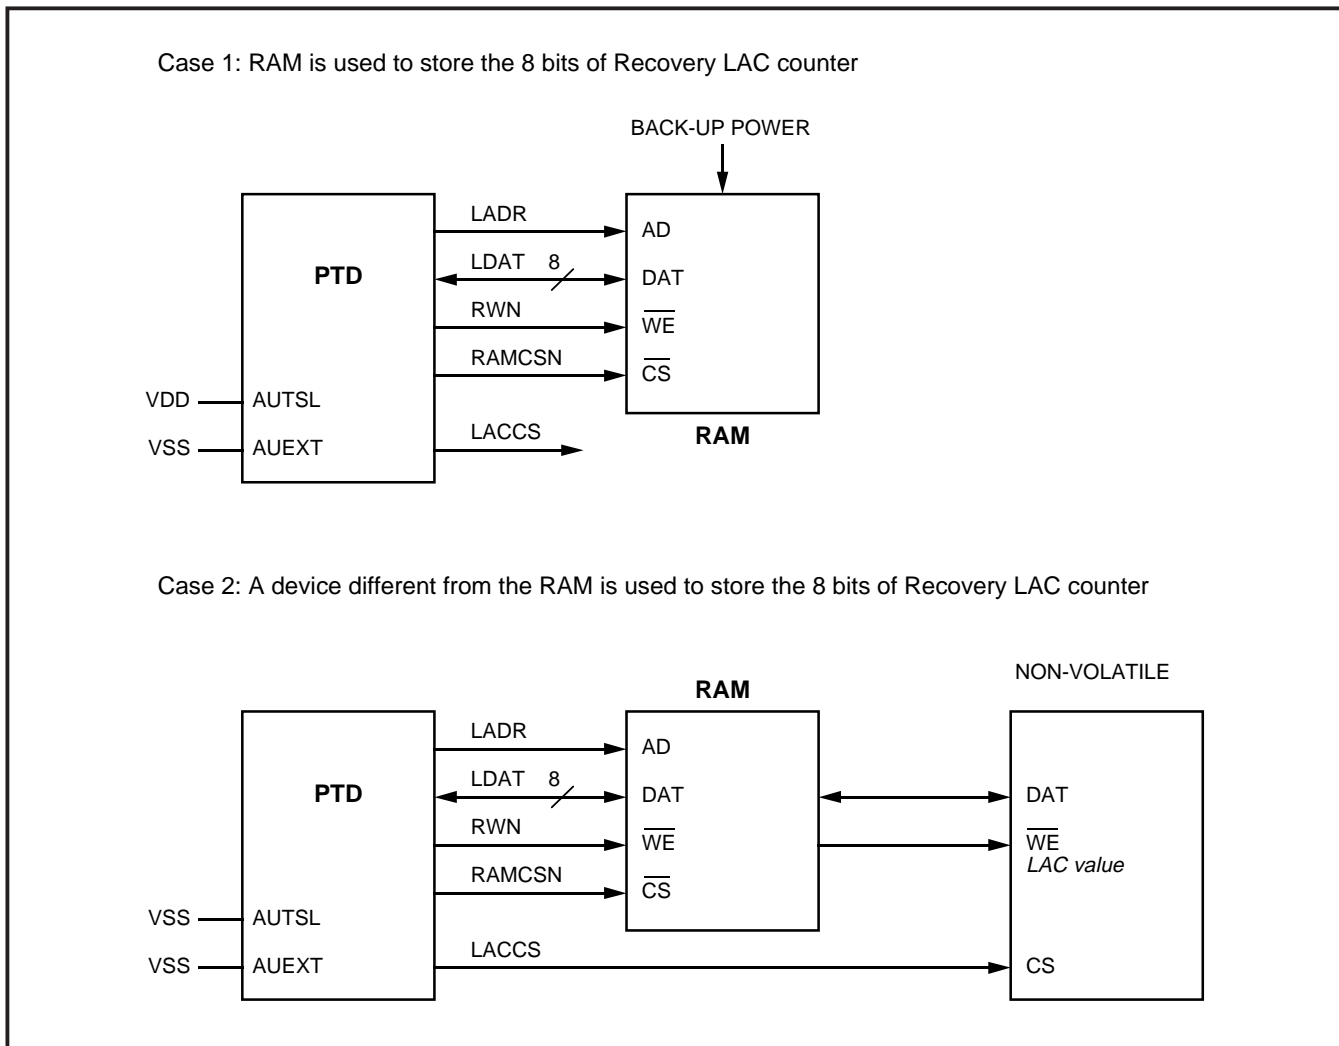 Case 1: RAM is used to store the 8 bits of Recovery LAC counter
BACK-UP POWER
PTD
LADR
AD
LDAT 8
DAT
RWN
WE
RAMCSN
CS
VDD
AUTSL
LACCS
RAM
VSS
AUEXT
Case 2: A device different from the RAM is used to store the 8 bits of Recovery LAC counter
RAM
NON-VOLATILE
PTD
LADR
AD
LDAT 8
DAT
DAT
RWN
WE
WE
LAC value
RAMCSN
CS
VSS
AUTSL
LACCS
VSS
AUEXT
CS